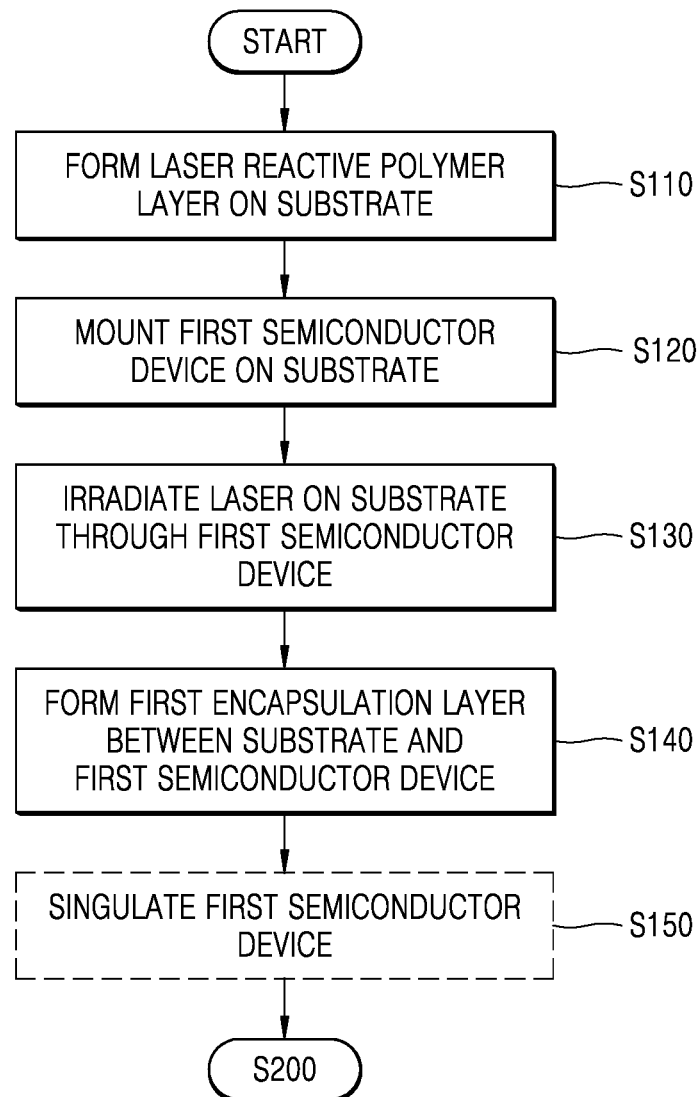 START
FORM LASER REACTIVE POLYMER
LAYER ON SUBSTRATE
S110
MOUNT FIRST SEMICONDUCTOR
DEVICE ON SUBSTRATE
S120
IRRADIATE LASER ON SUBSTRATE
THROUGH FIRST SEMICONDUCTOR
DEVICE
S130
FORM FIRST ENCAPSULATION LAYER
BETWEEN SUBSTRATE AND
FIRST SEMICONDUCTOR DEVICE
S140
SINGULATE FIRST SEMICONDUCTOR
DEVICE
S150
S200